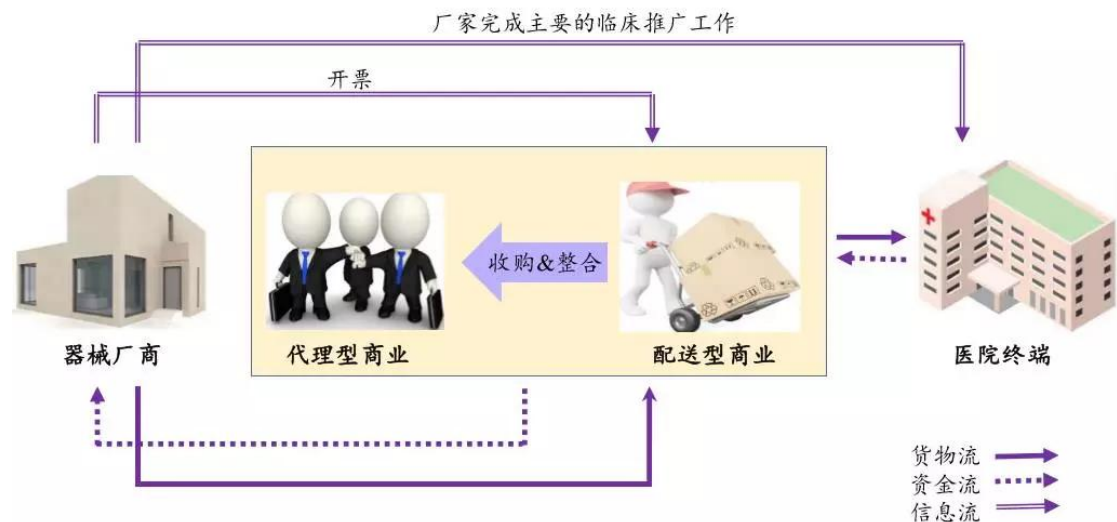 厂家完成主要的临床推广工作
开票
收购&整合
器械厂商
代理型商业
配送型商业
医院终端
货物流
资金流
信息流